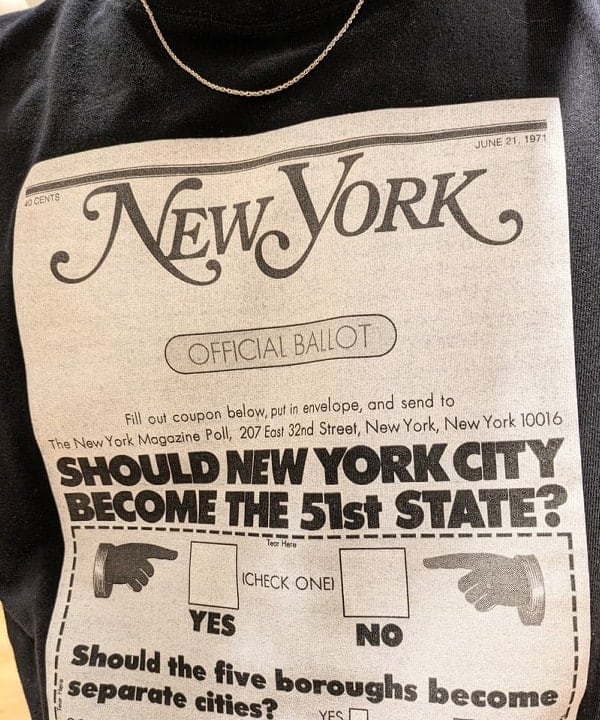 JUNE 21, 1971
40 CENTS
NEW YORK
OFFICIAL BALLOT
Fill out coupon below, put in envelope, and send to
The New York Magazine Poll, 207 East 32nd Street, New York, New York 10016
SHOULD NEW YORK CITY
BECOME THE 51st STATE?
Tear Here
(CHECK ONE)
YES
NO
Should the five boroughs become
separate cities?
YES
Tear Here